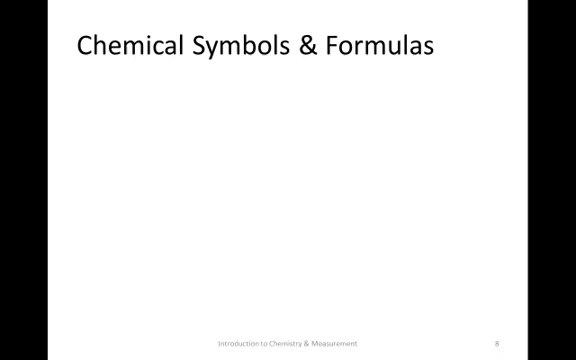 Chemical Symbols & Formulas
Introduction to Chemistry & Measurement
8